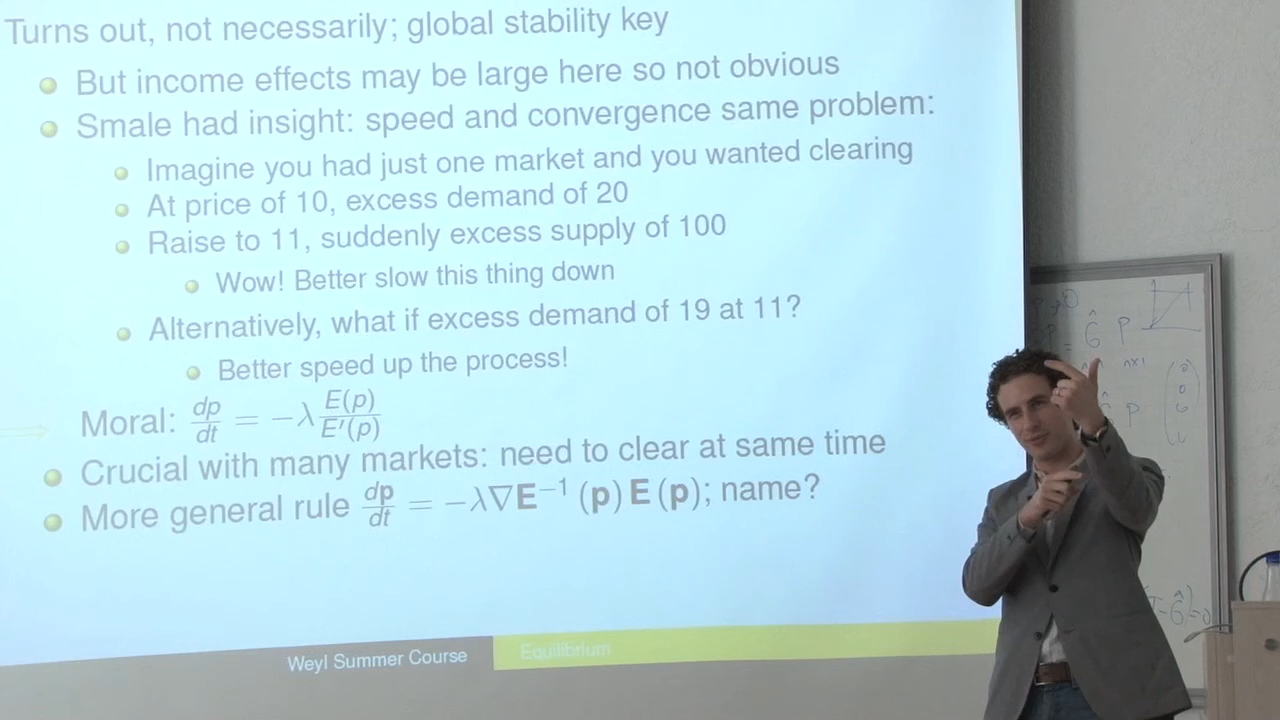 Turns out, not necessarily; global stability key
But income effects may be large here so not obvious
Smale had insight: speed and convergence same problem:
Imagine you had just one market and you wanted clearing
At price of 10, excess demand of 20
Raise to 11, suddenly excess supply of 100
Wow! Better slow this thing down
Alternatively, what if excess demand of 19 at 11?
Better speed up the process!
Moral: dp/dt = −λ E(p)/E′(p)
Crucial with many markets: need to clear at same time
More general rule dp/dt = −λ∇E⁻¹ (p) E (p); name?
Weyl Summer Course
Equilibrium